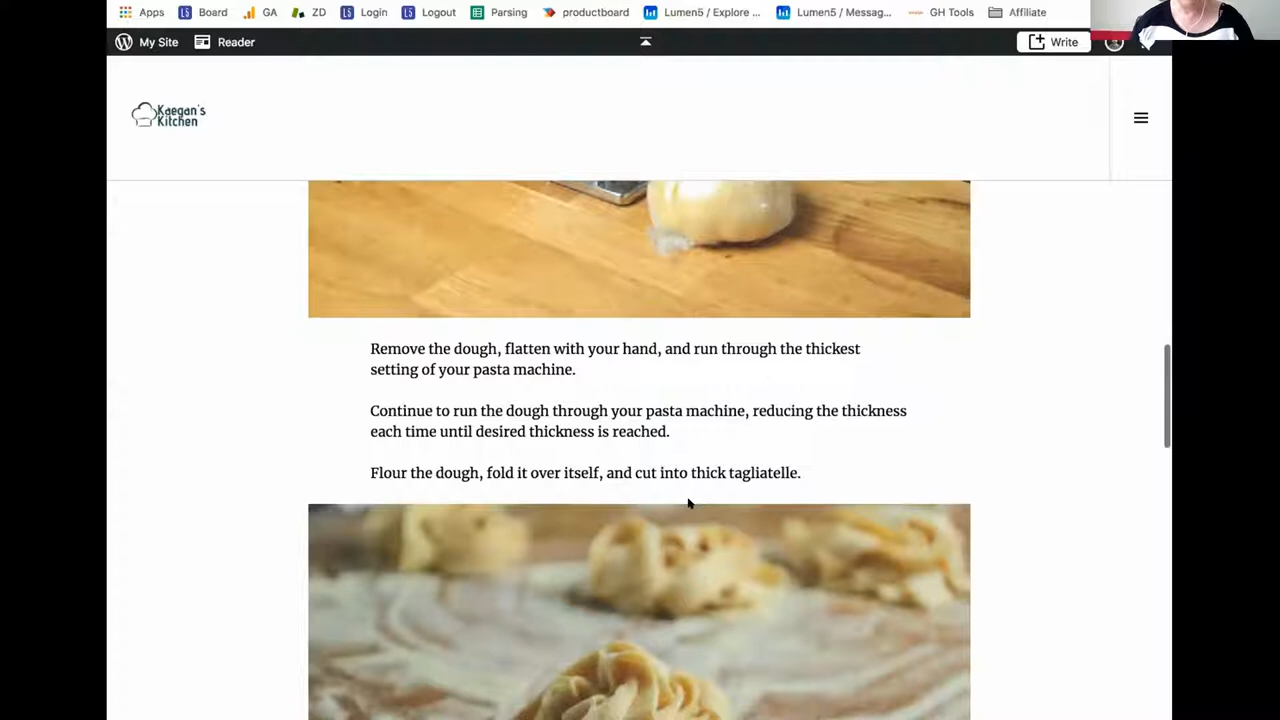 Apps Board GA ZD Login Logout Parsing productboard Lumen5 / Explore ... Lumen5 / Messag... GH Tools Affiliate
My Site Reader Write
Kaegan's
Kitchen
Remove the dough, flatten with your hand, and run through the thickest
setting of your pasta machine.
Continue to run the dough through your pasta machine, reducing the thickness
each time until desired thickness is reached.
Flour the dough, fold it over itself, and cut into thick tagliatelle.